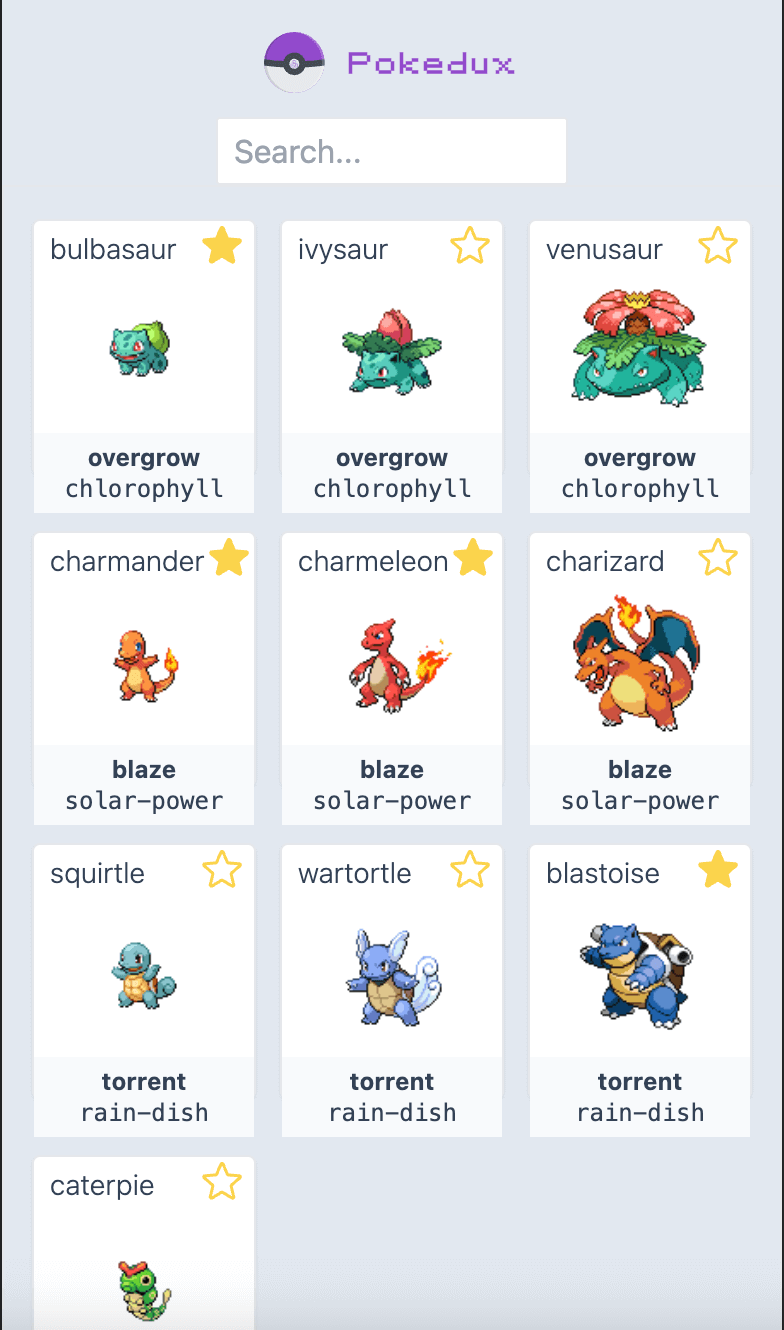 Pokedux
Search...
bulbasaur
ivysaur
venusaur
overgrow
chlorophyll
overgrow
chlorophyll
overgrow
chlorophyll
charmander
charmeleon
charizard
blaze
solar-power
blaze
solar-power
blaze
solar-power
squirtle
wartortle
blastoise
torrent
rain-dish
torrent
rain-dish
torrent
rain-dish
caterpie